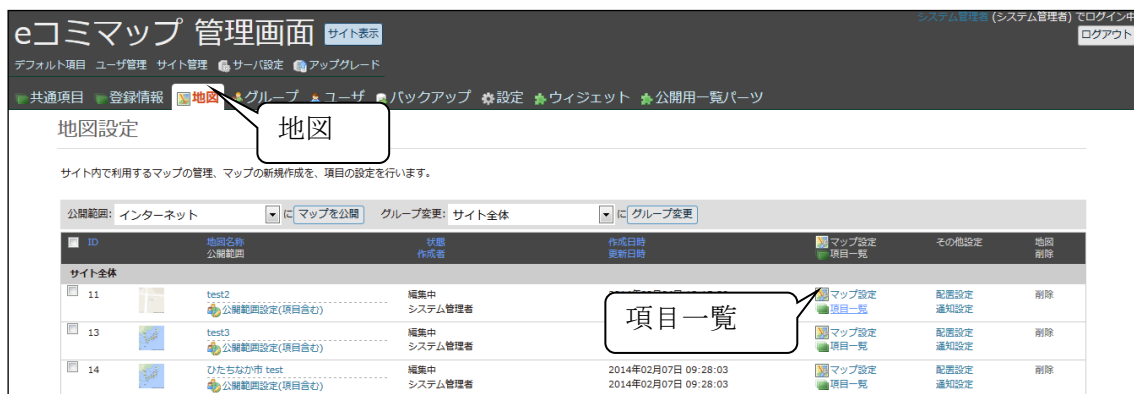 システム管理者 (システム管理者) でログイン中
eコミマップ 管理画面 サイト表示
ログアウト
デフォルト項目 ユーザ管理 サイト管理 サーバ設定 アップグレード
共通項目 登録情報 地図 グループ ユーザ バックアップ 設定 ウィジェット 公開用一覧パーツ
地図設定
地図
サイト内で利用するマップの管理、マップの新規作成を、項目の設定を行います。
公開範囲: インターネット に マップを公開 グループ変更: サイト全体 に グループ変更
ID 地図名称 状態 作成日時 マップ設定 その他設定 地図
公開範囲 作成者 更新日時 項目一覧 削除
サイト全体
11 test2 編集中 マップ設定 配置設定 削除
公開範囲設定(項目含む) システム管理者 項目一覧 通知設定
項目一覧
13 test3 編集中 マップ設定 配置設定 削除
公開範囲設定(項目含む) システム管理者 項目一覧 通知設定
14 ひたちなか市 test 編集中 2014年02月07日 09:28:03 マップ設定 配置設定 削除
公開範囲設定(項目含む) システム管理者 2014年02月07日 09:28:03 項目一覧 通知設定